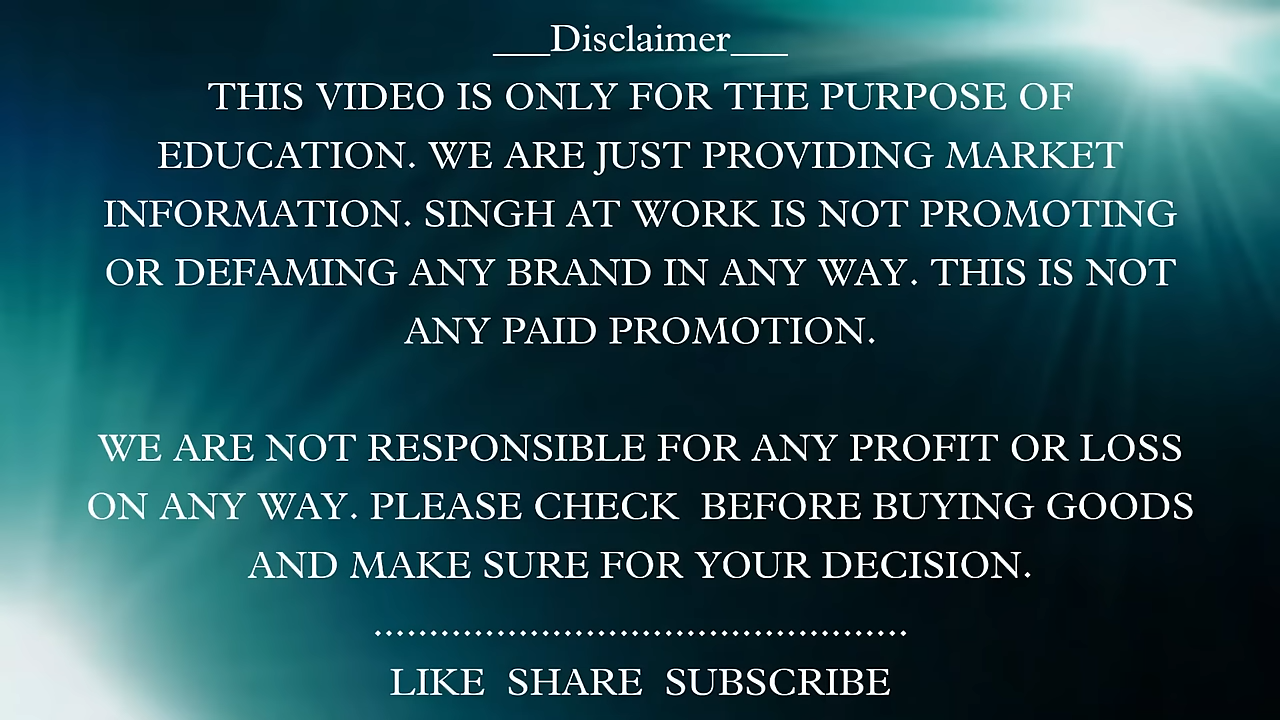 ___Disclaimer___
THIS VIDEO IS ONLY FOR THE PURPOSE OF
EDUCATION. WE ARE JUST PROVIDING MARKET
INFORMATION. SINGH AT WORK IS NOT PROMOTING
OR DEFAMING ANY BRAND IN ANY WAY. THIS IS NOT
ANY PAID PROMOTION.
WE ARE NOT RESPONSIBLE FOR ANY PROFIT OR LOSS
ON ANY WAY. PLEASE CHECK  BEFORE BUYING GOODS
AND MAKE SURE FOR YOUR DECISION.
................................................
LIKE  SHARE  SUBSCRIBE